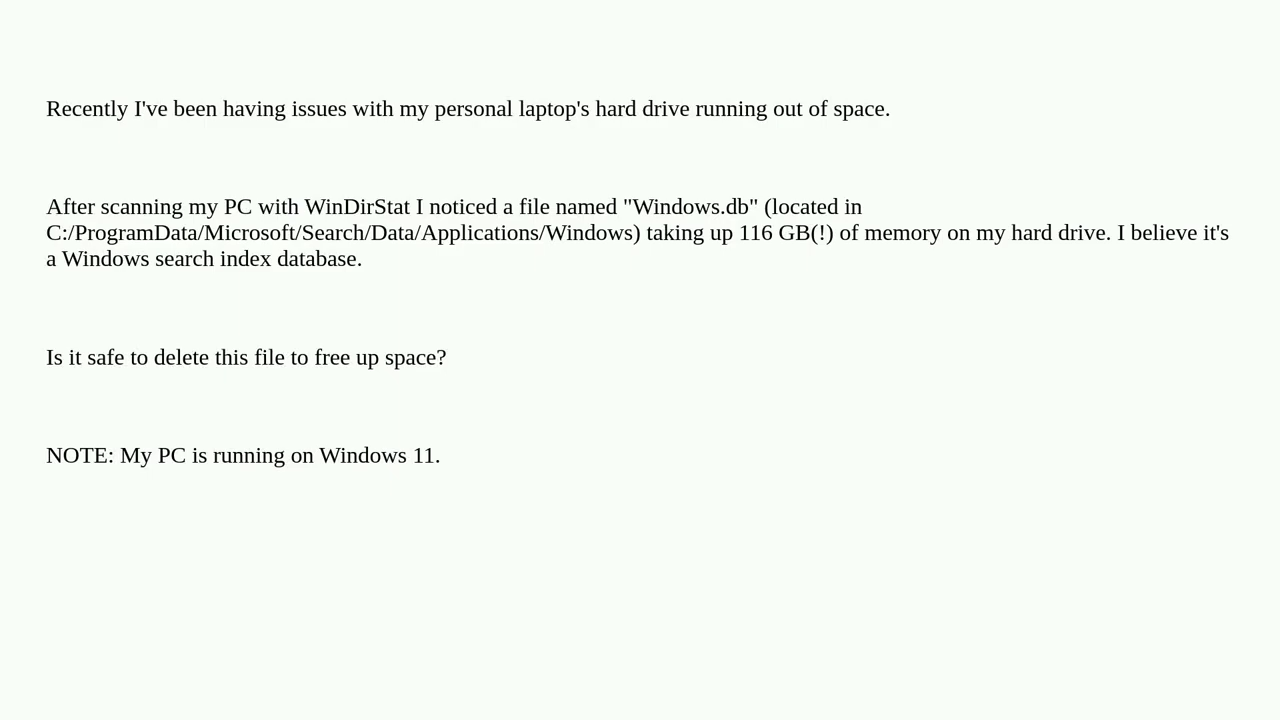 Recently I've been having issues with my personal laptop's hard drive running out of space.
After scanning my PC with WinDirStat I noticed a file named "Windows.db" (located in
C:/ProgramData/Microsoft/Search/Data/Applications/Windows) taking up 116 GB(!) of memory on my hard drive. I believe it's
a Windows search index database.
Is it safe to delete this file to free up space?
NOTE: My PC is running on Windows 11.